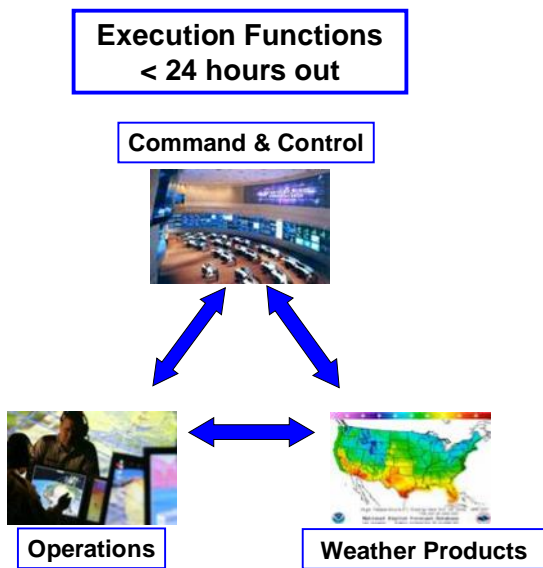 Execution Functions
< 24 hours out
Command & Control
Operations
Weather Products